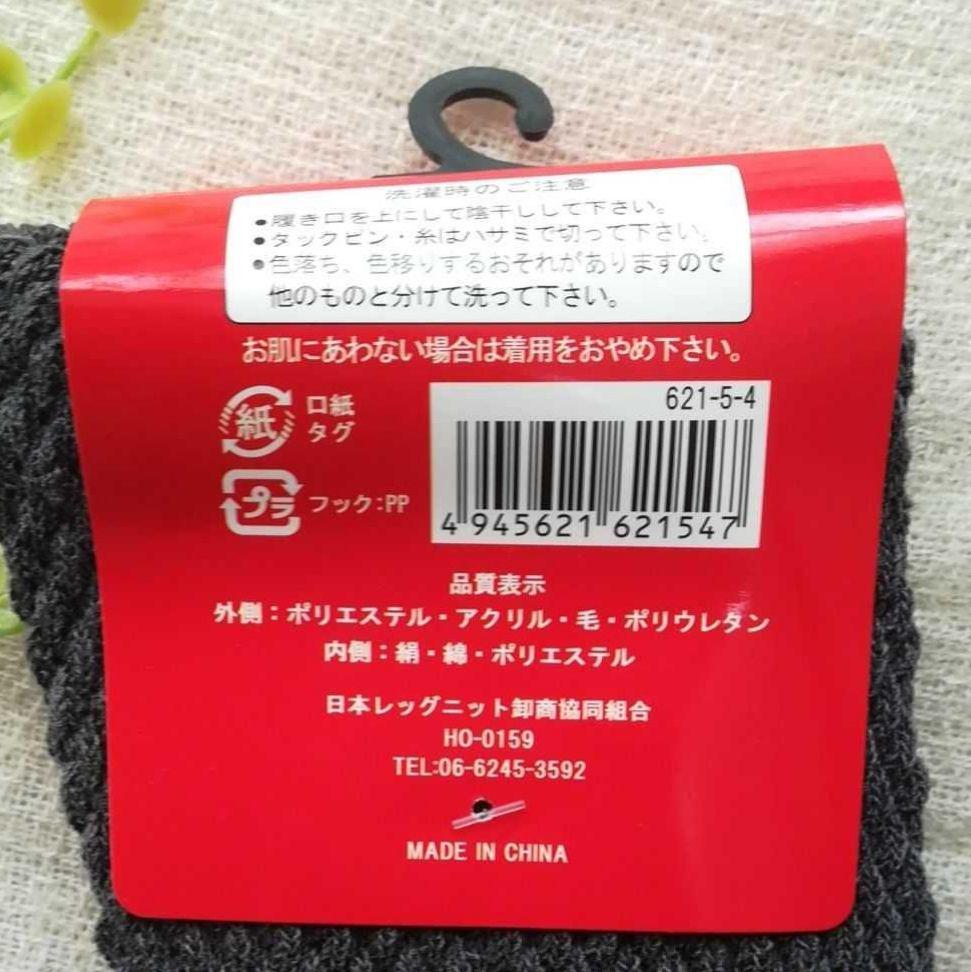 洗濯時のご注意
●履き口を上にして陰干しして下さい。
●タックピン・糸はハサミで切って下さい。
●色落ち、色移りするおそれがありますので
他のものと分けて洗って下さい。
お肌にあわない場合は着用をおやめ下さい。
紙
口紙
タグ
プラ
フック:PP
621-5-4
4 945621 621547
品質表示
外側：ポリエステル・アクリル・毛・ポリウレタン
内側：絹・綿・ポリエステル
日本レッグニット卸商協同組合
HO-0159
TEL:06-6245-3592
MADE IN CHINA